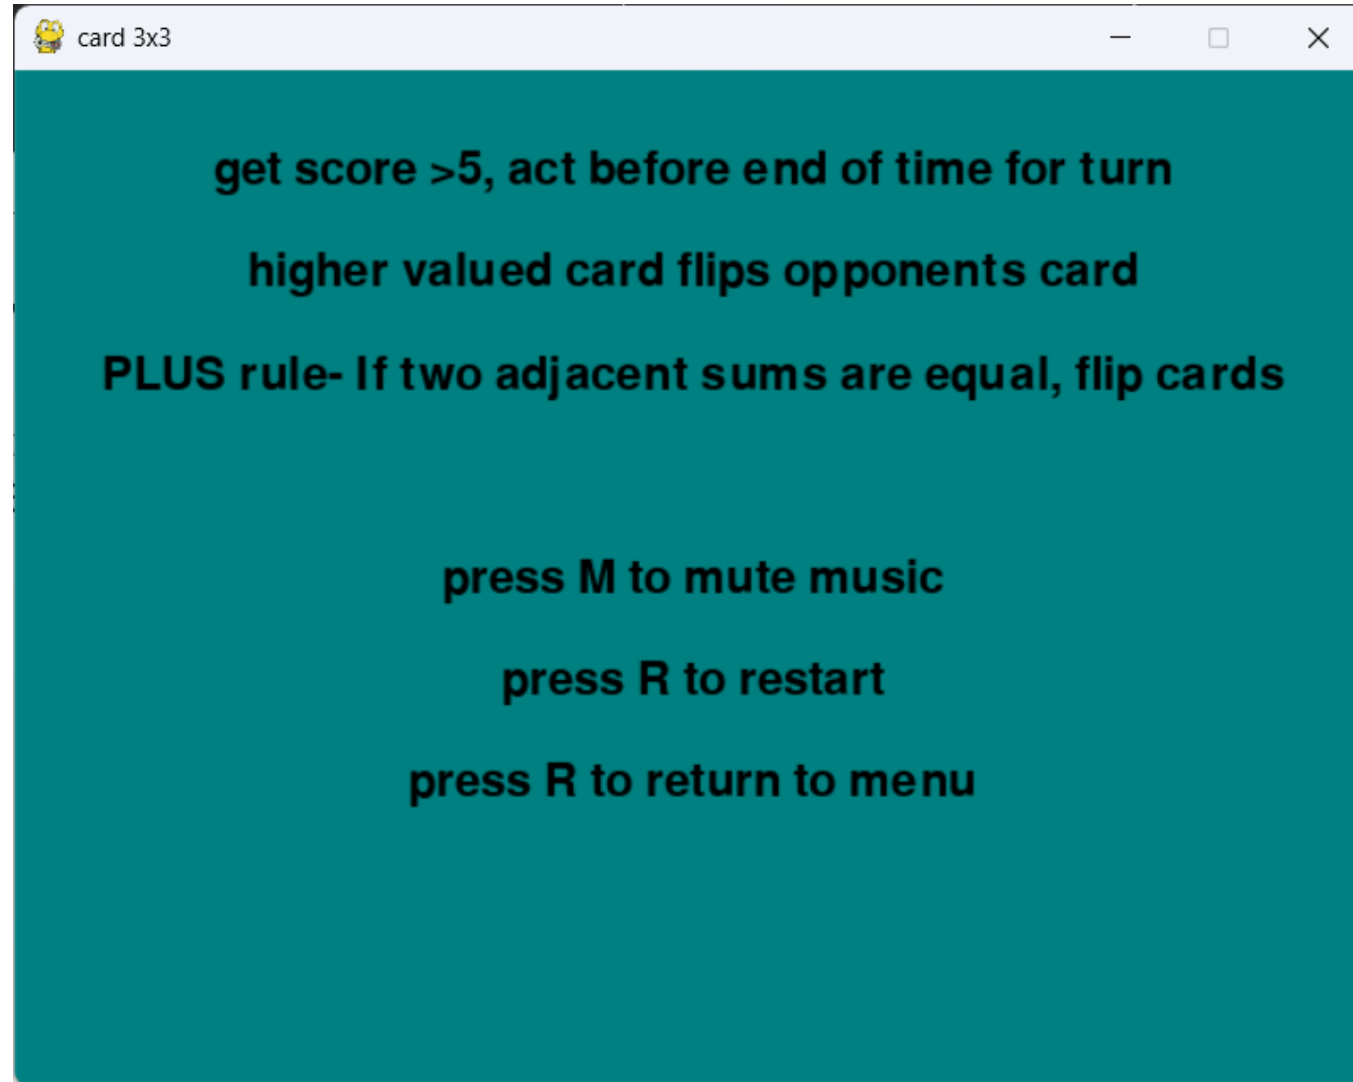 card 3x3
get score >5, act before end of time for turn
higher valued card flips opponents card
PLUS rule- If two adjacent sums are equal, flip cards
press M to mute music
press R to restart
press R to return to menu